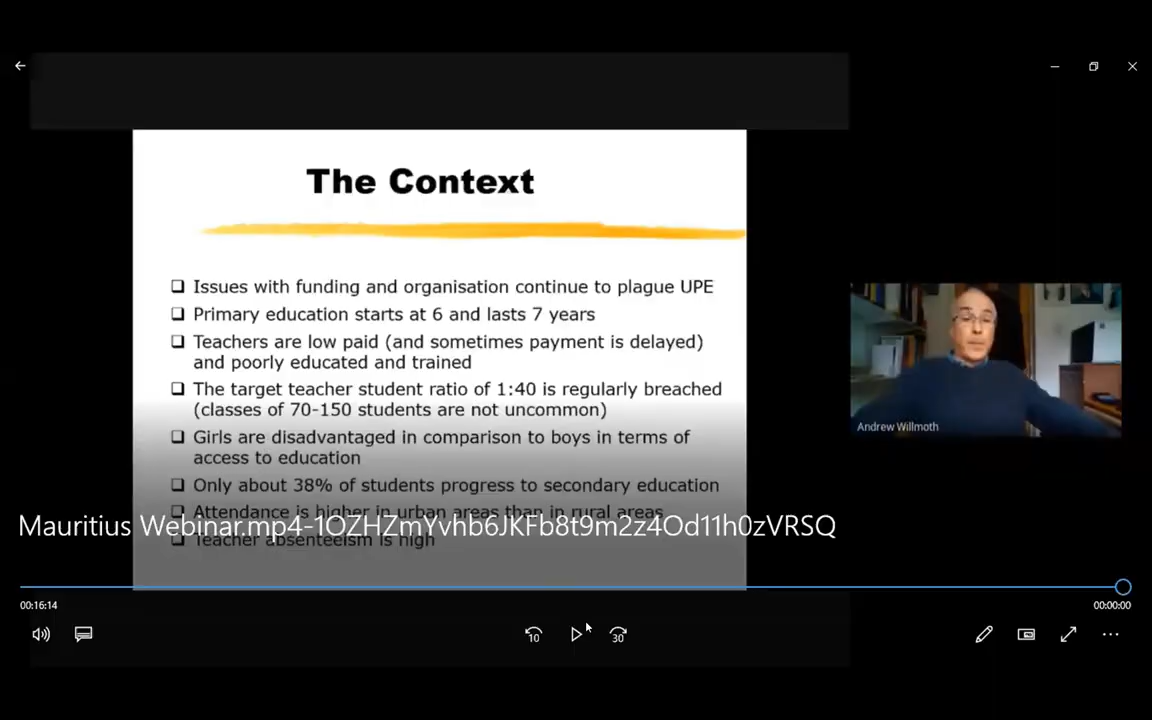 The Context
❑ Issues with funding and organisation continue to plague UPE
❑ Primary education starts at 6 and lasts 7 years
❑ Teachers are low paid (and sometimes payment is delayed)
and poorly educated and trained
❑ The target teacher student ratio of 1:40 is regularly breached
(classes of 70-150 students are not uncommon)
❑ Girls are disadvantaged in comparison to boys in terms of
access to education
❑ Only about 38% of students progress to secondary education
❑ Attendance is higher in urban areas than in rural areas
❑ Teacher absenteeism is high
Andrew Willmoth
Mauritius Webinar.mp4-1OZHZmYvhb6JKFb8t9m2z4Od11h0zVRSQ
00:16:14
00:00:00
10
30